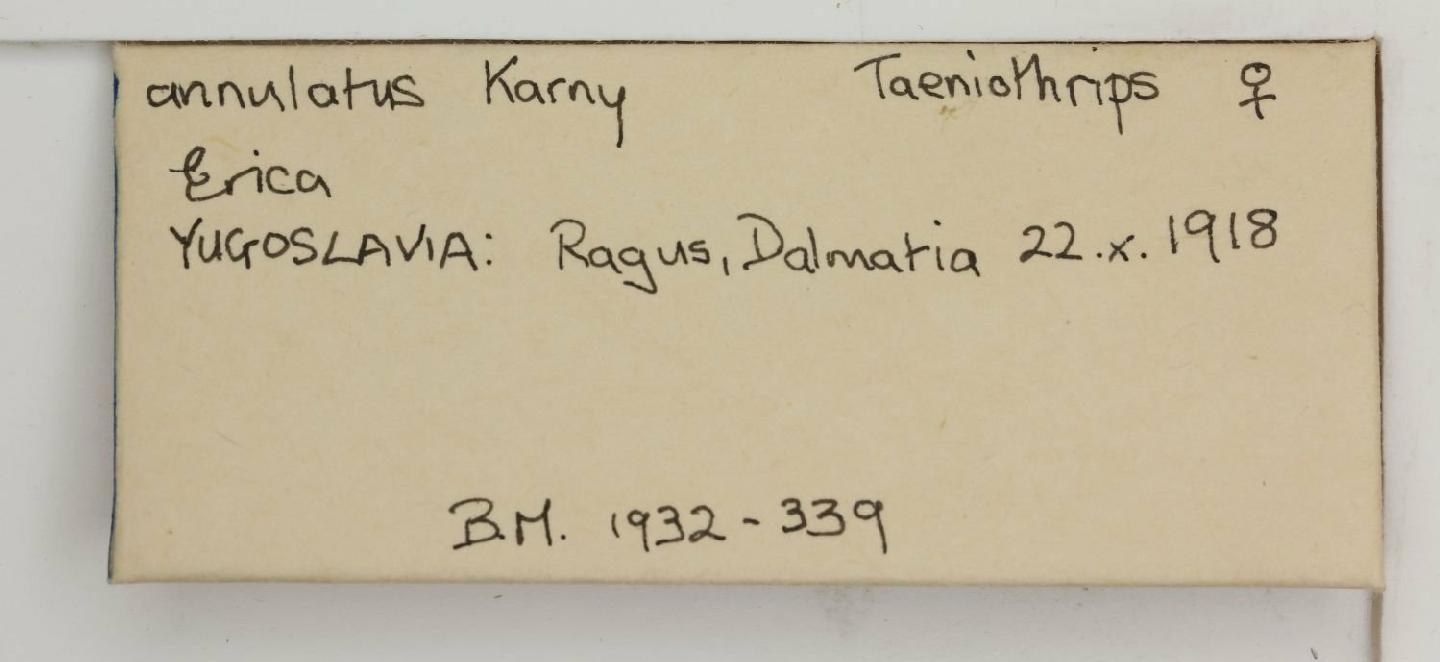 annulatus Karny Taeniothrips ♀
Erica
YUGOSLAVIA: Ragus, Dalmatia 22.x.1918
B.M. 1932-339